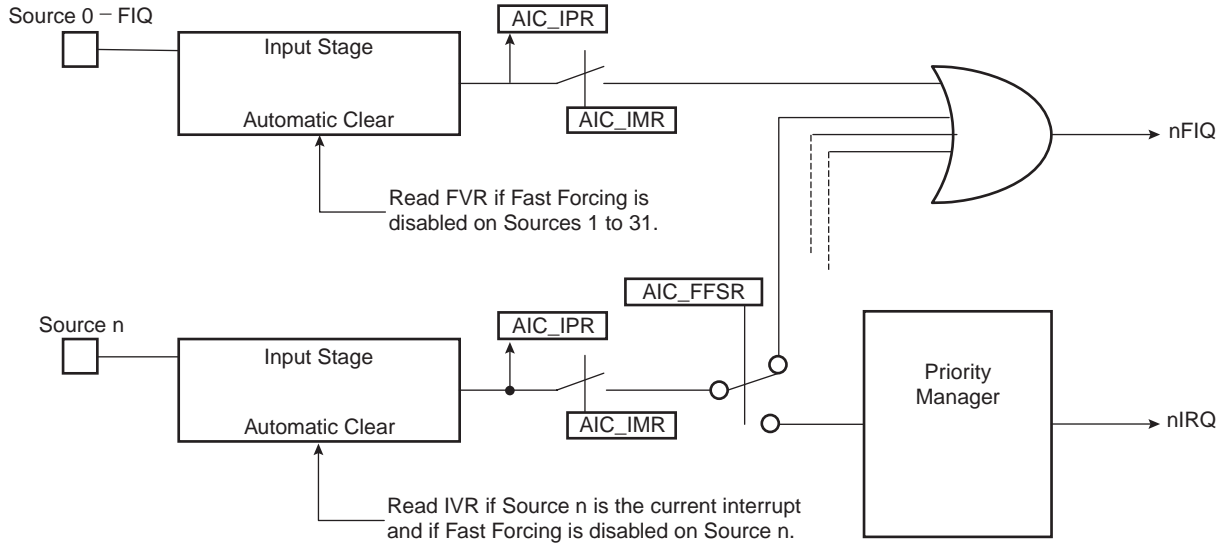 Source 0 – FIQ
AIC_IPR
Input Stage
Automatic Clear
AIC_IMR
nFIQ
Read FVR if Fast Forcing is
disabled on Sources 1 to 31.
AIC_FFSR
Source n
AIC_IPR
Input Stage
Priority
Manager
Automatic Clear
AIC_IMR
nIRQ
Read IVR if Source n is the current interrupt
and if Fast Forcing is disabled on Source n.